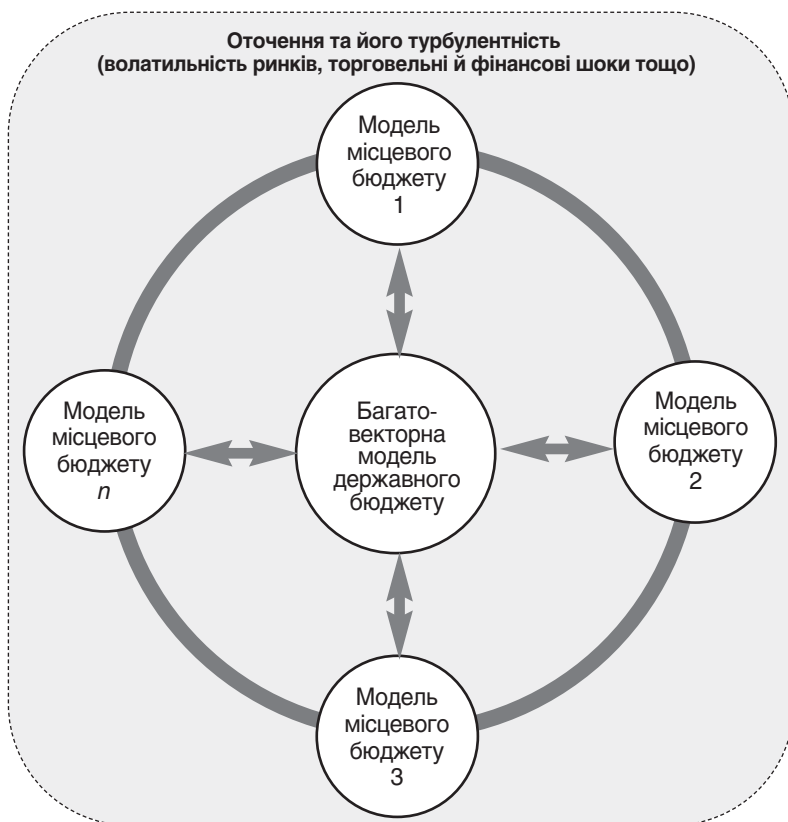 Оточення та його турбулентність
(волатильність ринків, торговельні й фінансові шоки тощо)
Модель
місцевого
бюджету
1
Модель
місцевого
бюджету
n
Багато-
векторна
модель
державного
бюджету
Модель
місцевого
бюджету
2
Модель
місцевого
бюджету
3